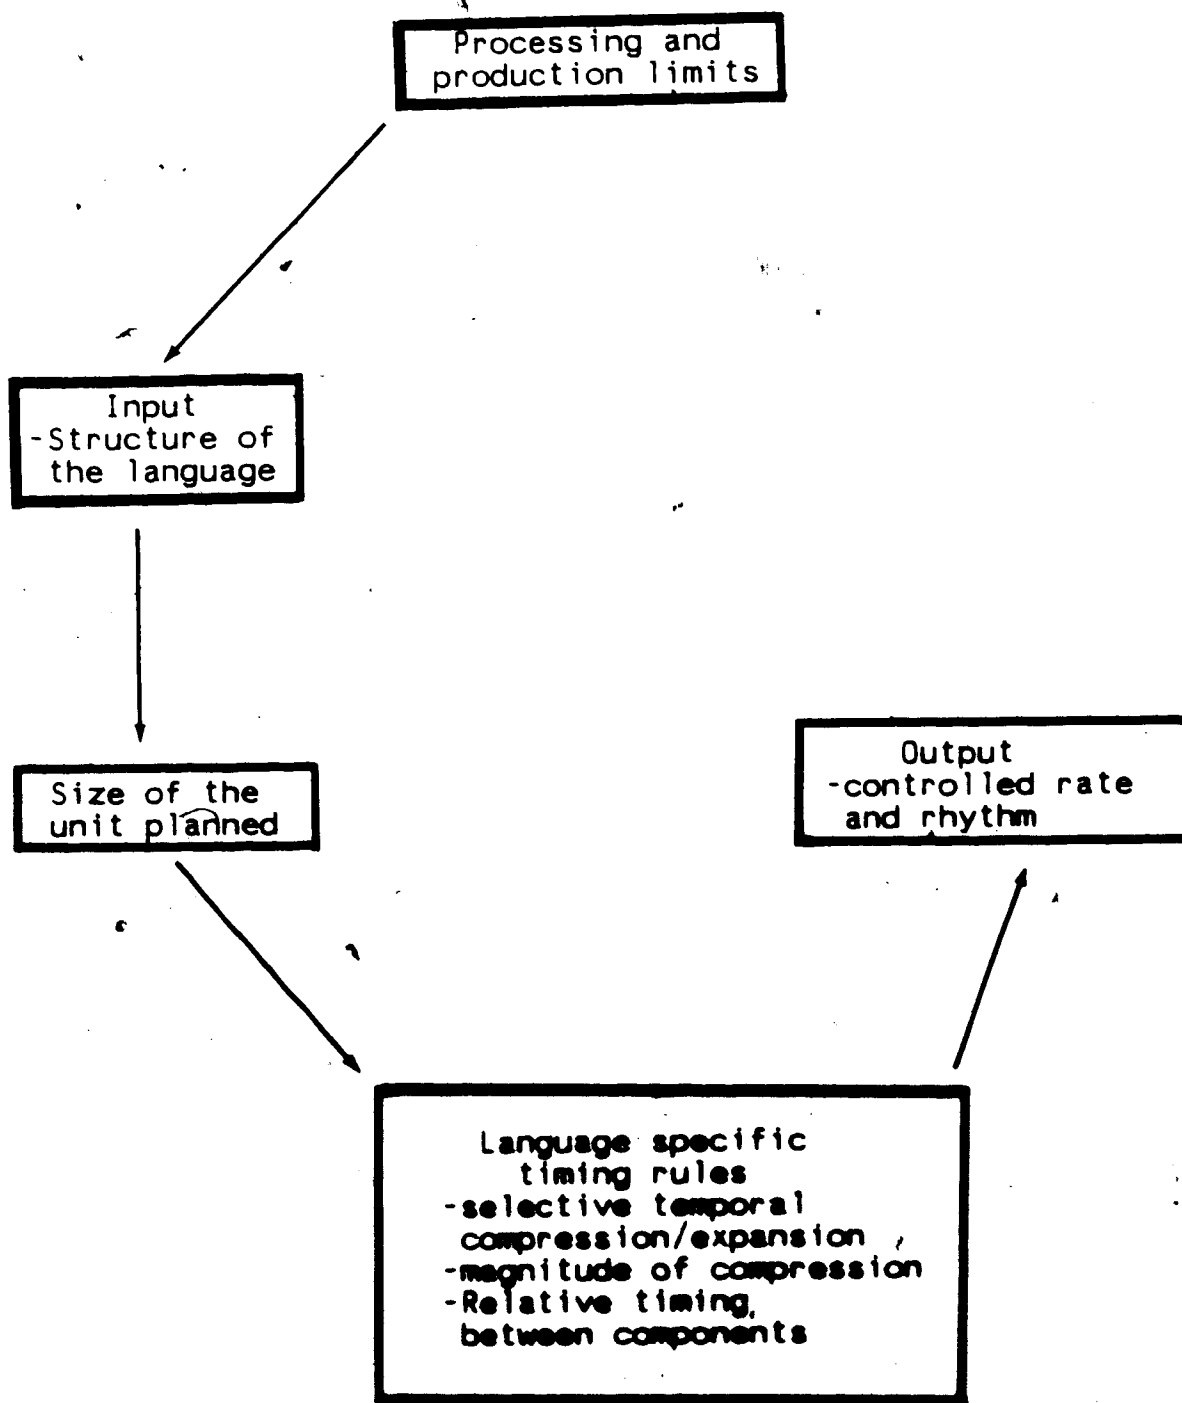 Processing and
production limits
Input
-Structure of
the language
Size of the
unit planned
Output
-controlled rate
and rhythm
Language specific
timing rules
-selective temporal
compression/expansion
-magnitude of compression
-Relative timing
between components